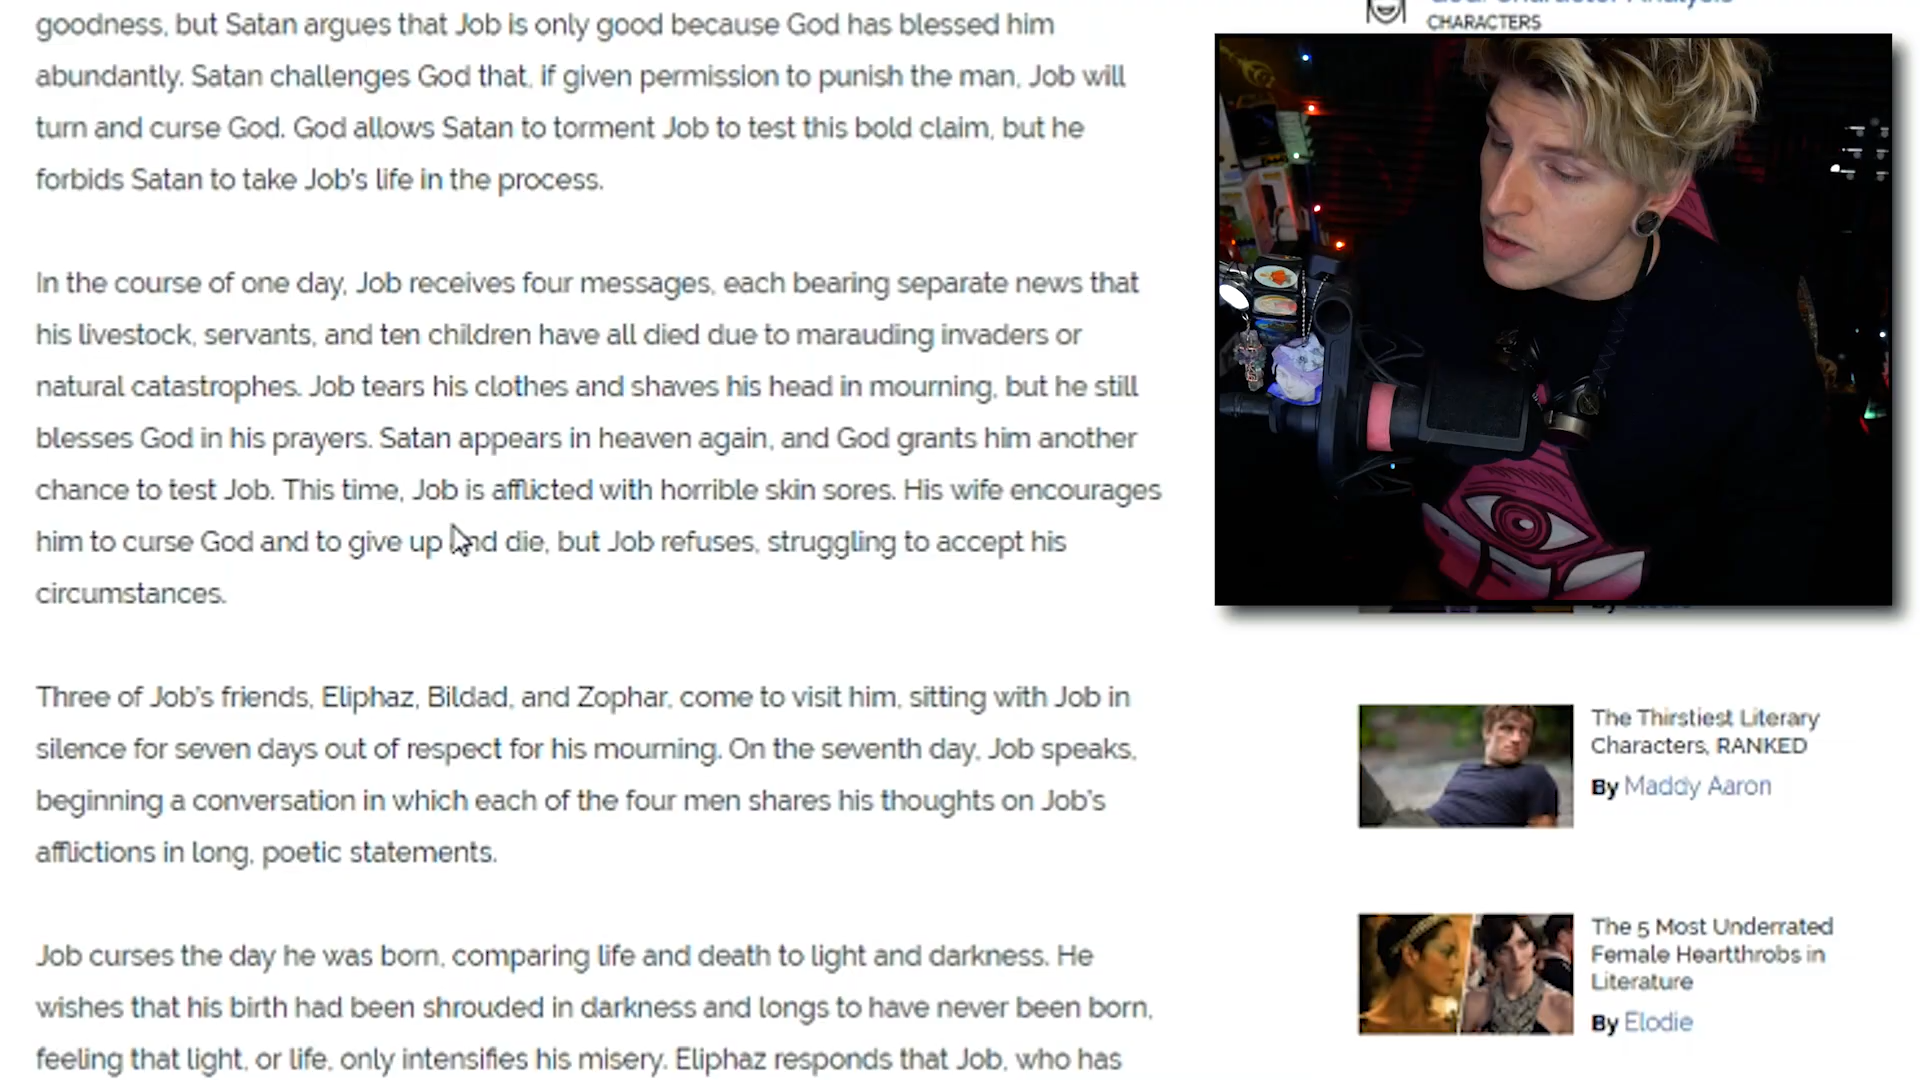 goodness, but Satan argues that Job is only good because God has blessed him
abundantly. Satan challenges God that, if given permission to punish the man, Job will
turn and curse God. God allows Satan to torment Job to test this bold claim, but he
forbids Satan to take Job's life in the process.
In the course of one day, Job receives four messages, each bearing separate news that
his livestock, servants, and ten children have all died due to marauding invaders or
natural catastrophes. Job tears his clothes and shaves his head in mourning, but he still
blesses God in his prayers. Satan appears in heaven again, and God grants him another
chance to test Job. This time, Job is afflicted with horrible skin sores. His wife encourages
him to curse God and to give up and die, but Job refuses, struggling to accept his
circumstances.
Three of Job's friends, Eliphaz, Bildad, and Zophar, come to visit him, sitting with Job in
silence for seven days out of respect for his mourning. On the seventh day, Job speaks,
beginning a conversation in which each of the four men shares his thoughts on Job's
afflictions in long, poetic statements.
Job curses the day he was born, comparing life and death to light and darkness. He
wishes that his birth had been shrouded in darkness and longs to have never been born,
feeling that light, or life, only intensifies his misery. Eliphaz responds that Job, who has
God: Character Analysis
CHARACTERS
By Elodie
The Thirstiest Literary
Characters, RANKED
By Maddy Aaron
The 5 Most Underrated
Female Heartthrobs in
Literature
By Elodie